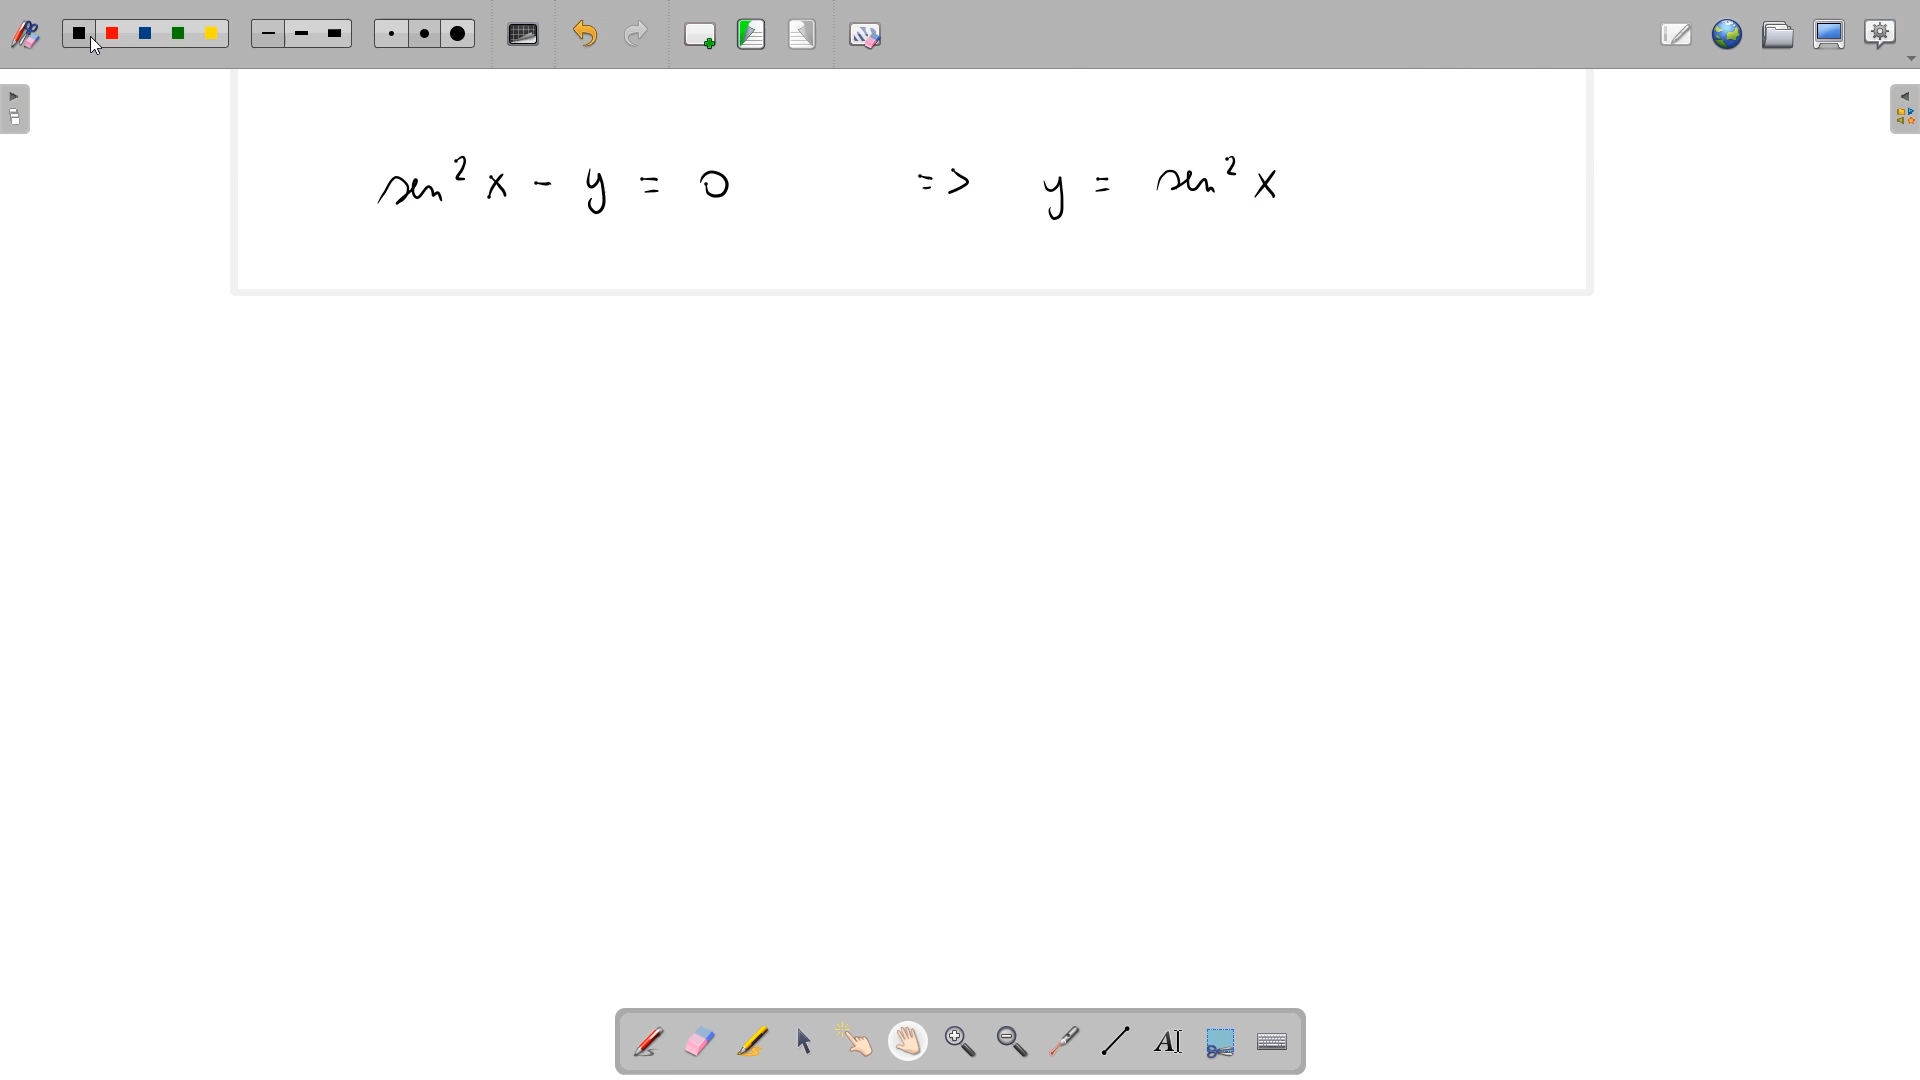 sen² x - y = 0 => y = sen² x